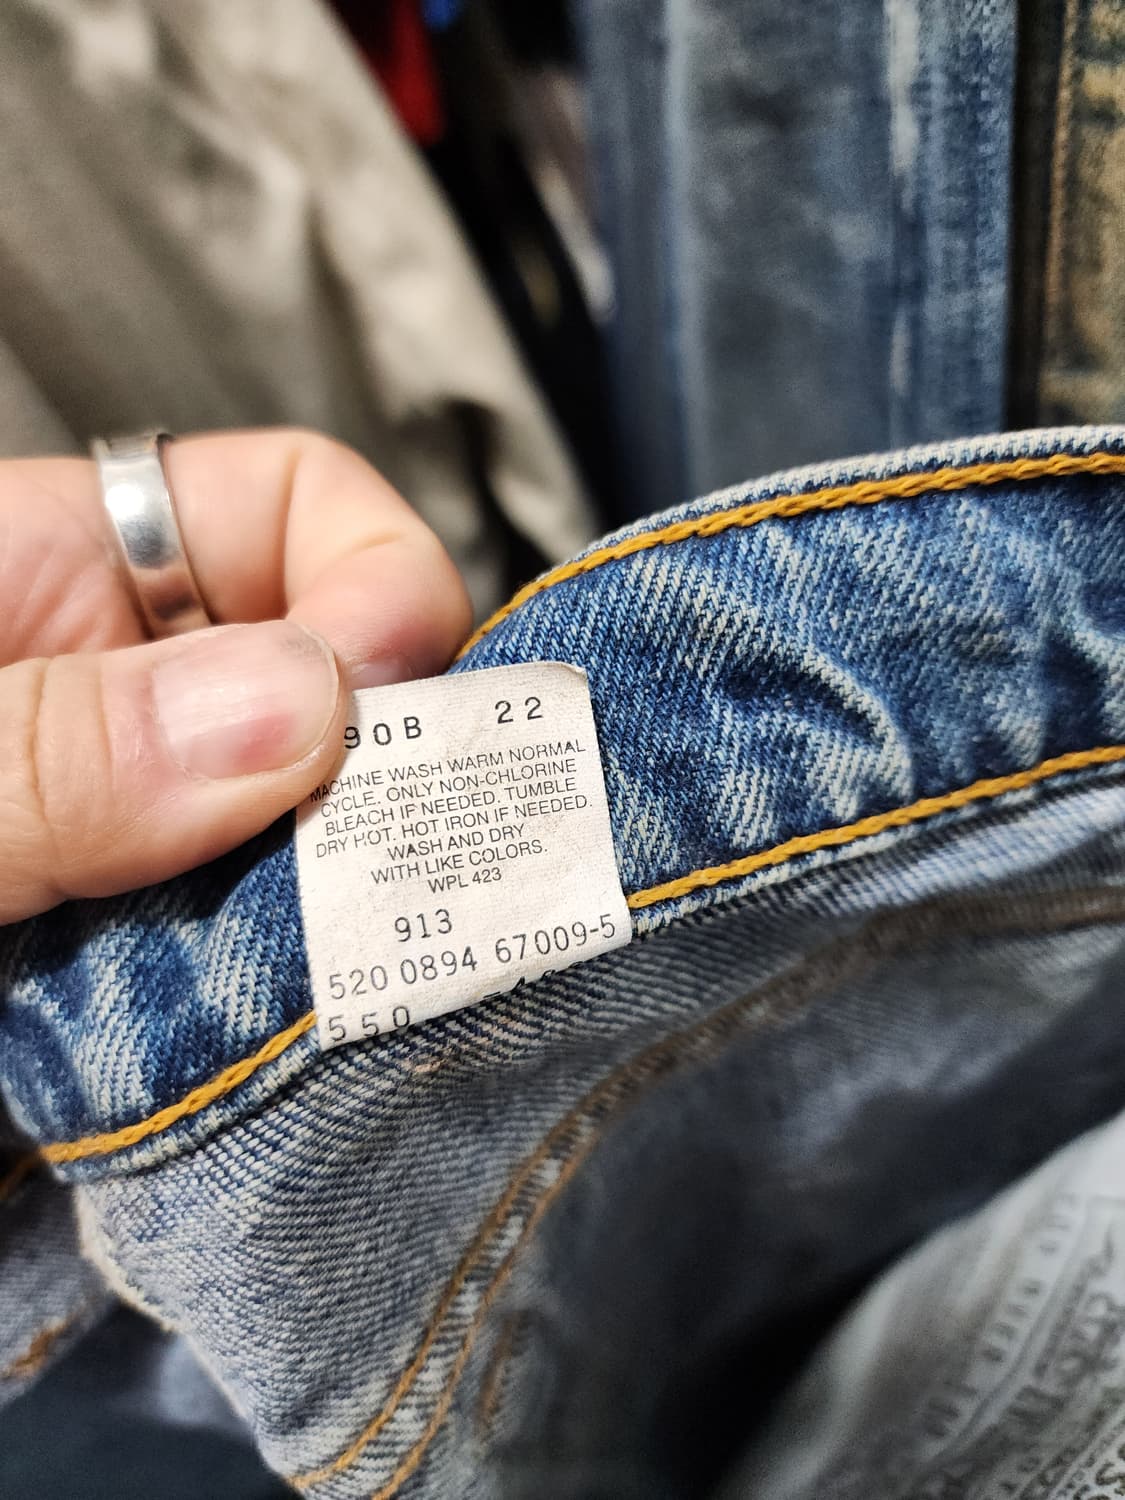 90B 22
MACHINE WASH WARM NORMAL
CYCLE. ONLY NON-CHLORINE
BLEACH IF NEEDED. TUMBLE
DRY HOT. HOT IRON IF NEEDED.
WASH AND DRY
WITH LIKE COLORS.
WPL 423
913
520 0894 67009-5
550